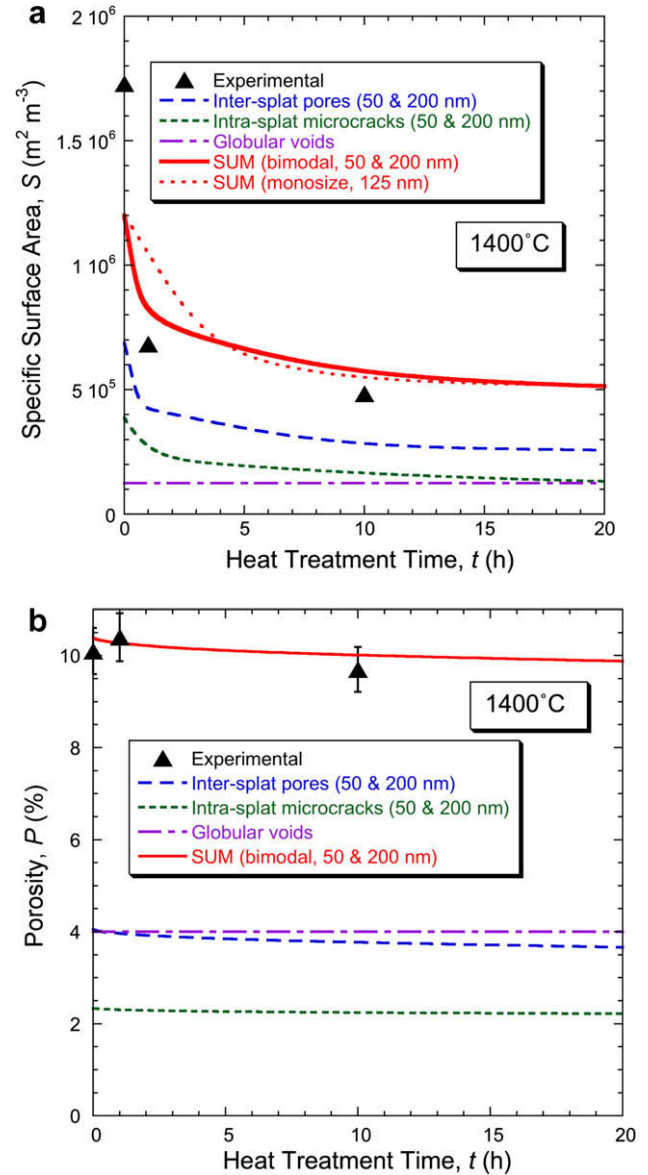 a
2 10⁶
1.5 10⁶
1 10⁶
5 10⁵
0
Specific Surface Area, S (m² m⁻³)
Experimental
Inter-splat pores (50 & 200 nm)
Intra-splat microcracks (50 & 200 nm)
Globular voids
SUM (bimodal, 50 & 200 nm)
SUM (monosize, 125 nm)
1400˚C
0 5 10 15 20
Heat Treatment Time, t (h)
b
10
8
6
4
2
0
Porosity, P (%)
1400˚C
Experimental
Inter-splat pores (50 & 200 nm)
Intra-splat microcracks (50 & 200 nm)
Globular voids
SUM (bimodal, 50 & 200 nm)
0 5 10 15 20
Heat Treatment Time, t (h)